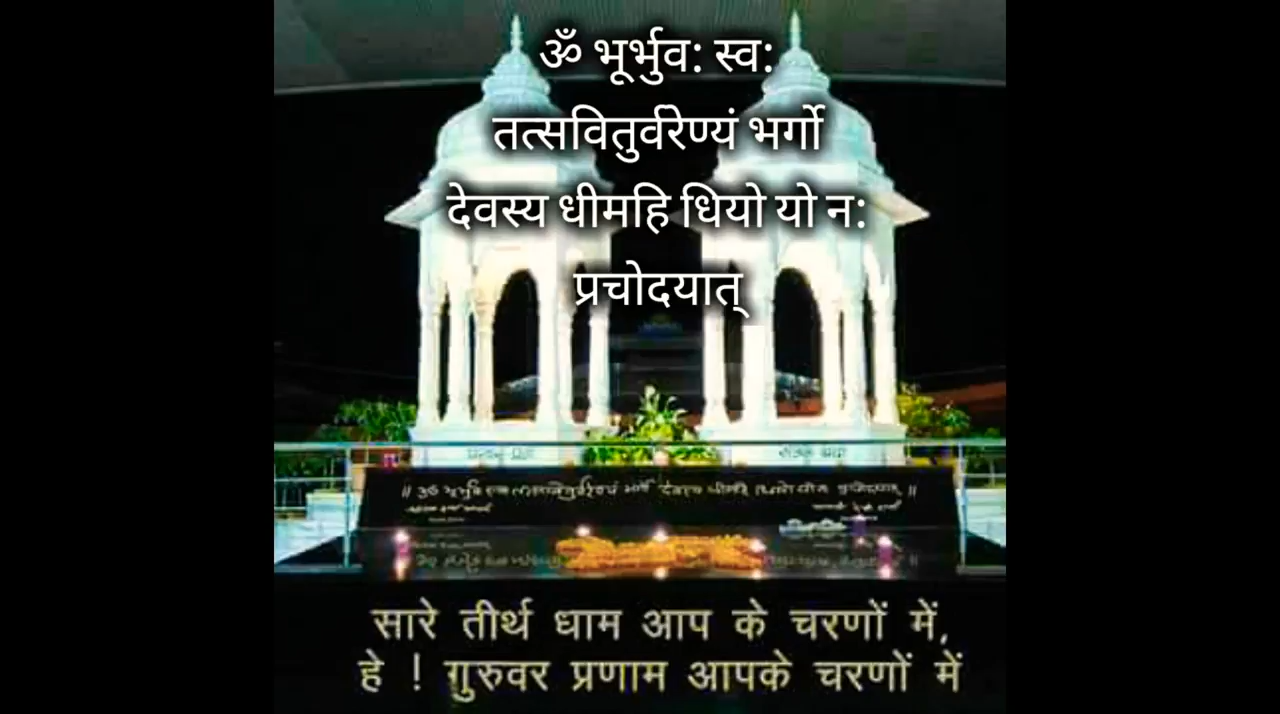 ॐ भूर्भुव: स्व:
तत्सवितुर्वरेण्यं भर्गो
देवस्य धीमहि धियो यो न:
प्रचोदयात्
सारे तीर्थ धाम आप के चरणों में,
हे ! गुरुवर प्रणाम आपके चरणों में